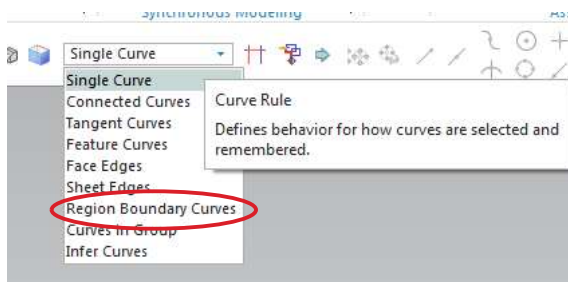 Synchronous Modeling
Single Curve
Single Curve
Connected Curves
Tangent Curves
Feature Curves
Face Edges
Sheet Edges
Region Boundary Curves
Curves in Group
Infer Curves
Curve Rule
Defines behavior for how curves are selected and
remembered.